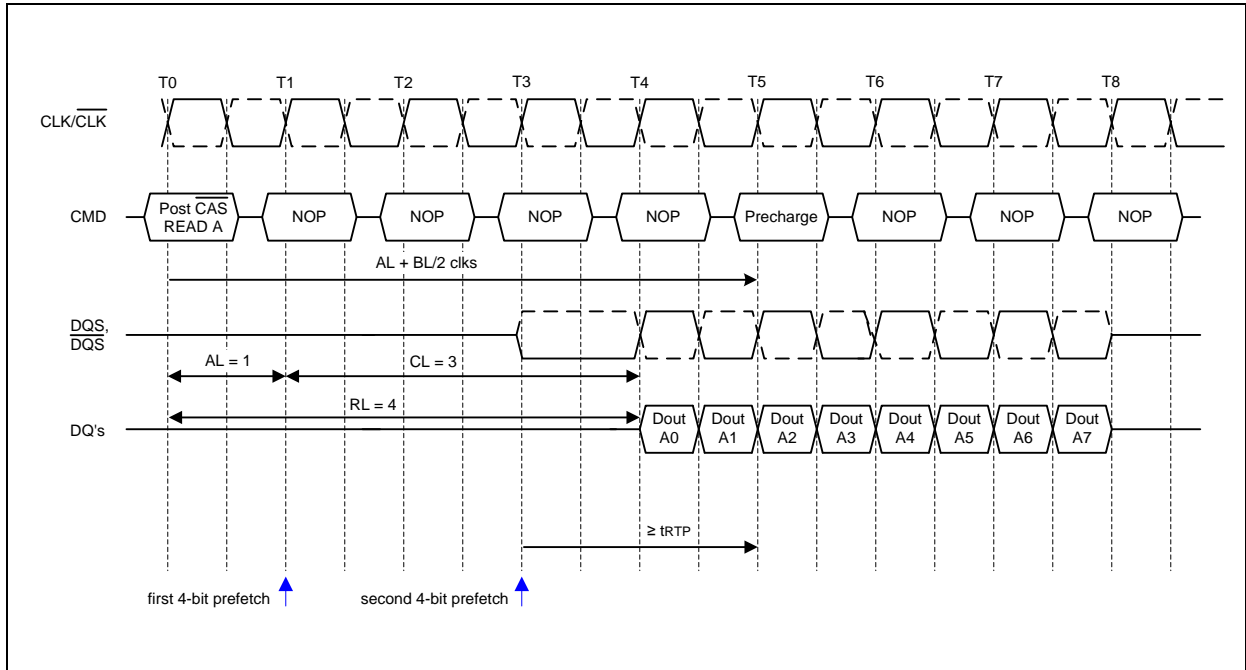 T0 T1 T2 T3 T4 T5 T6 T7 T8
CLK/CLK
CMD
Post CAS
READ A
NOP NOP NOP NOP Precharge NOP NOP NOP
AL + BL/2 clks
DQS,
DQS
AL = 1
CL = 3
RL = 4
DQ's
Dout Dout Dout Dout Dout Dout Dout Dout
A0 A1 A2 A3 A4 A5 A6 A7
≥ tRTP
first 4-bit prefetch
second 4-bit prefetch